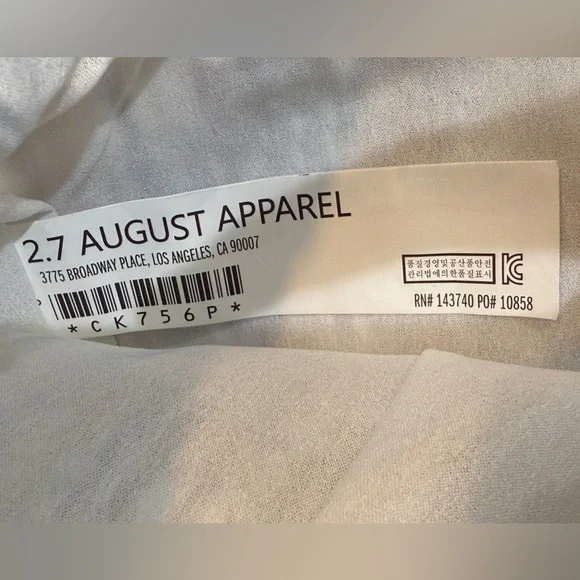 2.7 AUGUST APPAREL
3775 BROADWAY PLACE, LOS ANGELES, CA 90007
*CK756P*
품질경영및공산품안전
관리법에의한품질표시
KC
RN# 143740 PO# 10858